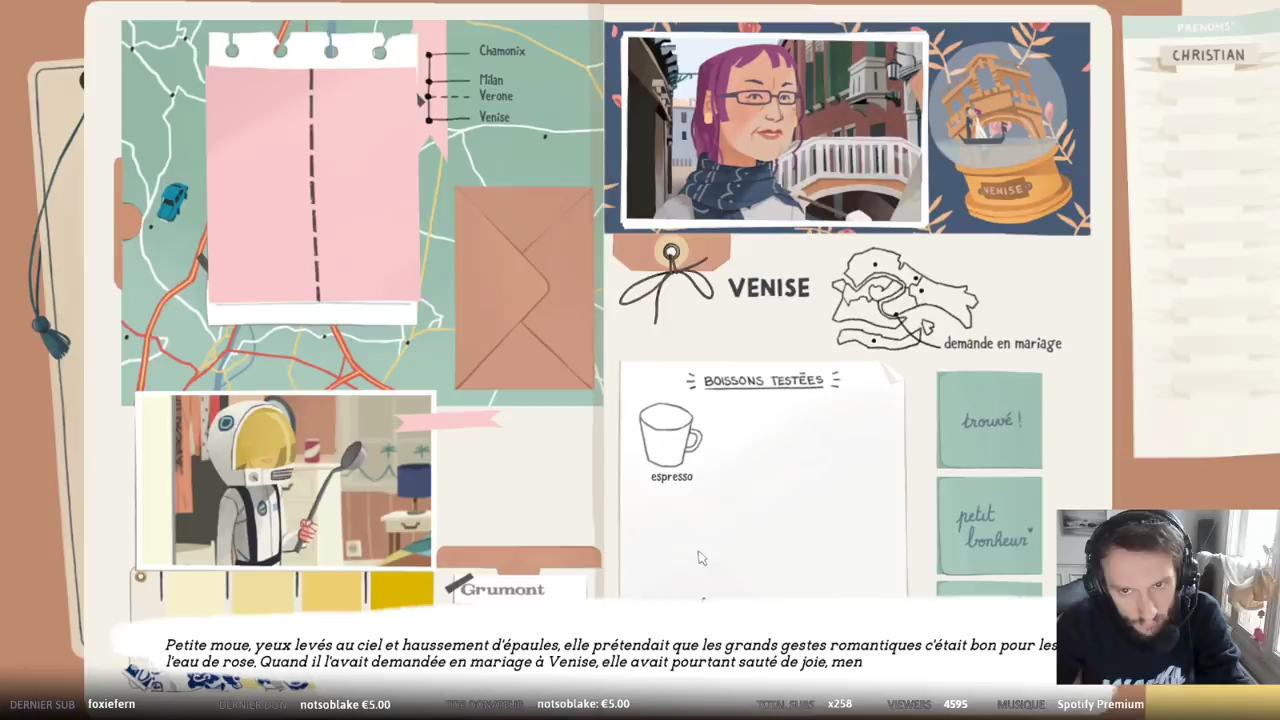 Chamonix
Milan
Verone
Venise
VENISE
PRENOMS
CHRISTIAN
VENISE
demande en mariage
BOISSONS TESTÉES
espresso
trouvé !
petit
bonheur
Grumont
Petite moue, yeux levés au ciel et haussement d'épaules, elle prétendait que les grands gestes romantiques c'était bon pour les
l'eau de rose. Quand il l'avait demandée en mariage à Venise, elle avait pourtant sauté de joie, men
DERNIER SUB foxiefern DERNIER DON notsoblake €5.00 notsoblake: €5.00 TOTAL SUBS x258 VIEWERS 4595 MUSIQUE Spotify Premium